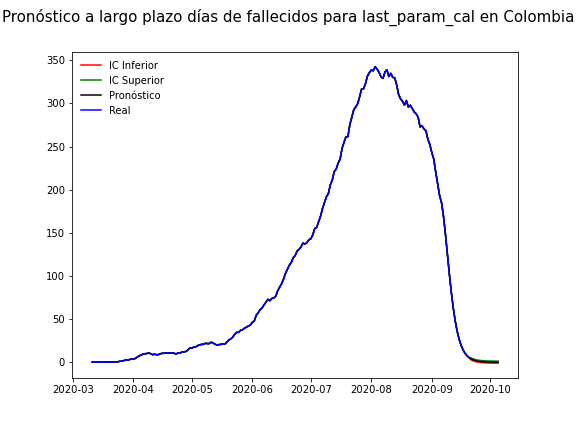 Pronóstico a largo plazo días de fallecidos para last_param_cal en Colombia
IC Inferior
IC Superior
Pronóstico
Real
350
300
250
200
150
100
50
0
2020-03 2020-04 2020-05 2020-06 2020-07 2020-08 2020-09 2020-10